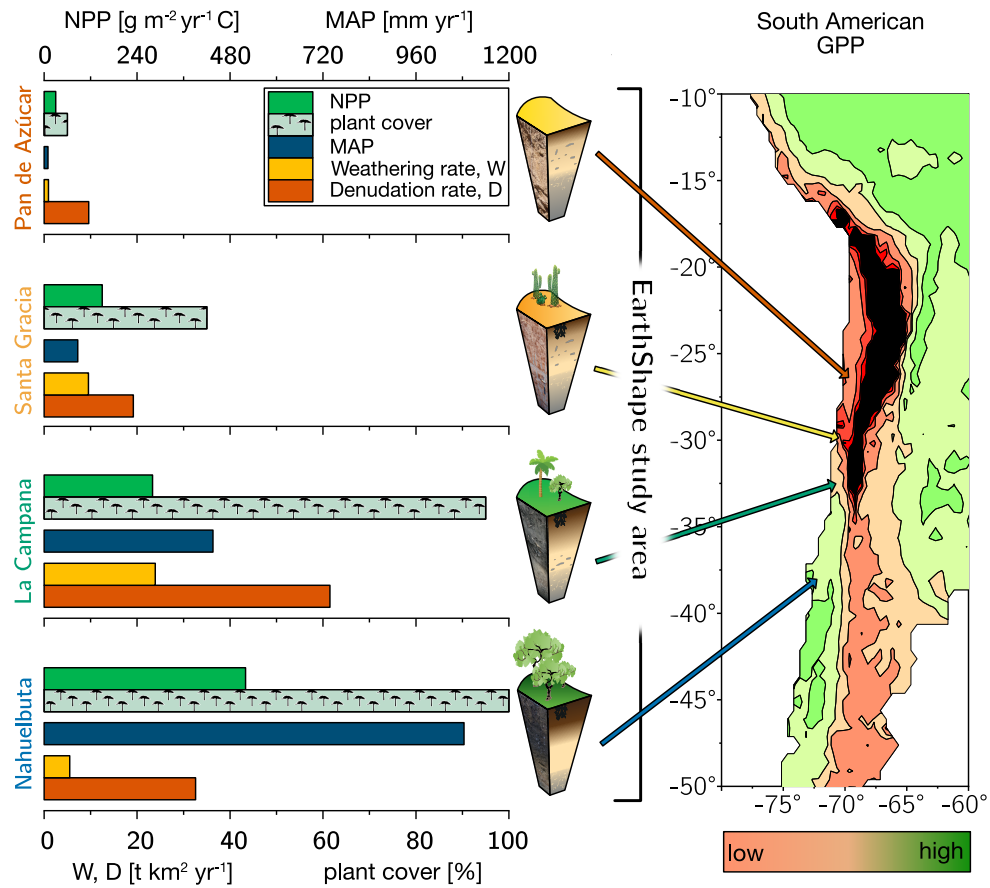 NPP [g m⁻² yr⁻¹ C]
MAP [mm yr⁻¹]
0 240 480 720 960 1200
NPP
plant cover
MAP
Weathering rate, W
Denudation rate, D
Pan de Azúcar
Santa Gracia
La Campana
Nahuelbuta
0 20 40 60 80 100
W, D [t km² yr⁻¹]
plant cover [%]
EarthShape study area
South American
GPP
-10°
-15°
-20°
-25°
-30°
-35°
-40°
-45°
-50°
-75° -70° -65° -60°
low high